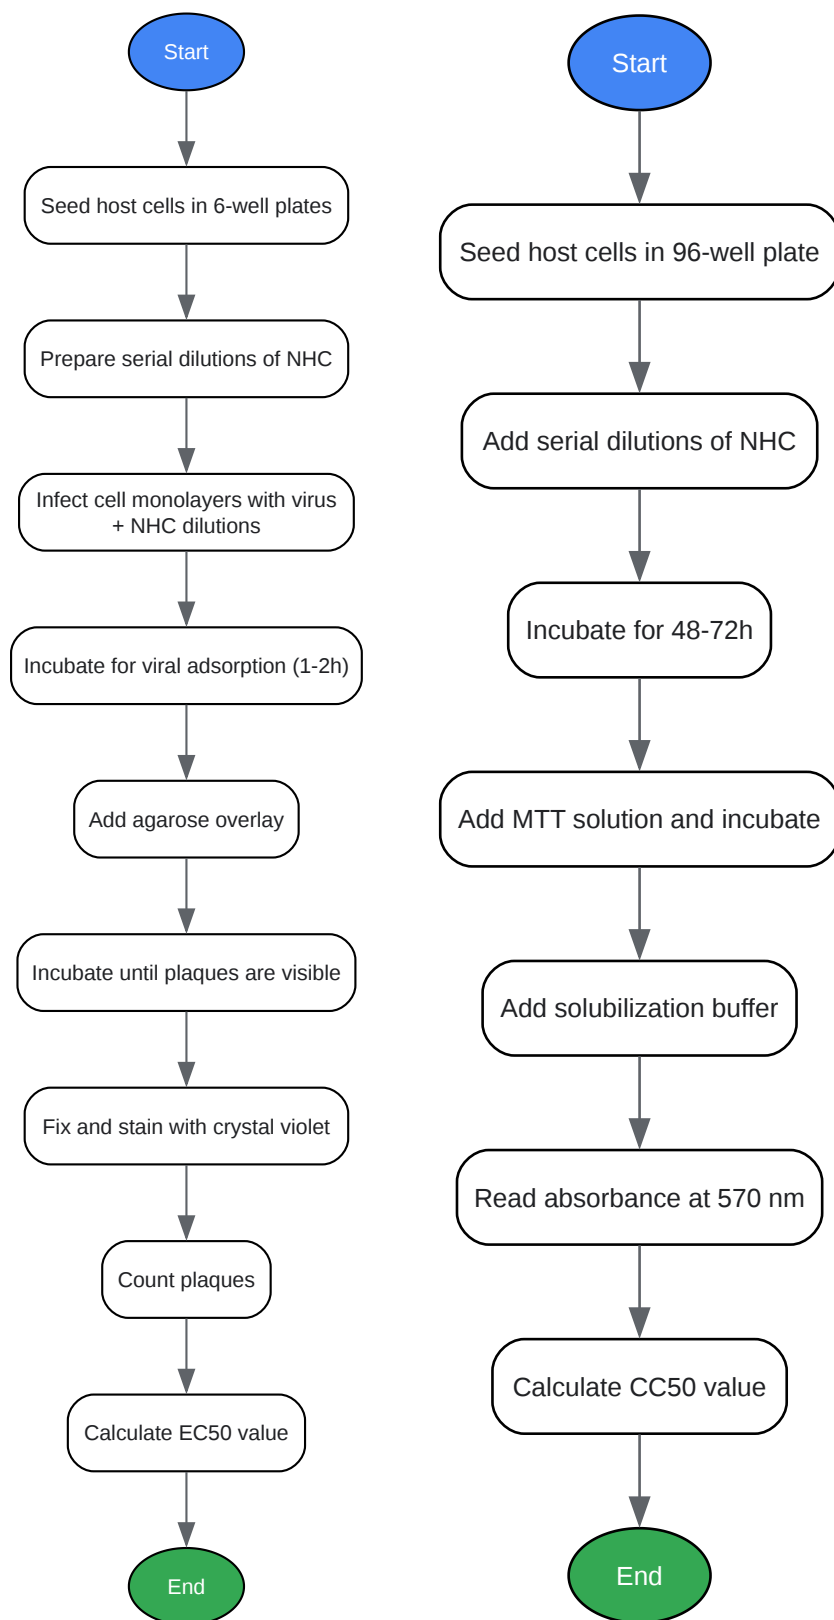 Start
Seed host cells in 6-well plates
Prepare serial dilutions of NHC
Infect cell monolayers with virus
+ NHC dilutions
Incubate for viral adsorption (1-2h)
Add agarose overlay
Incubate until plaques are visible
Fix and stain with crystal violet
Count plaques
Calculate EC50 value
End
Start
Seed host cells in 96-well plate
Add serial dilutions of NHC
Incubate for 48-72h
Add MTT solution and incubate
Add solubilization buffer
Read absorbance at 570 nm
Calculate CC50 value
End